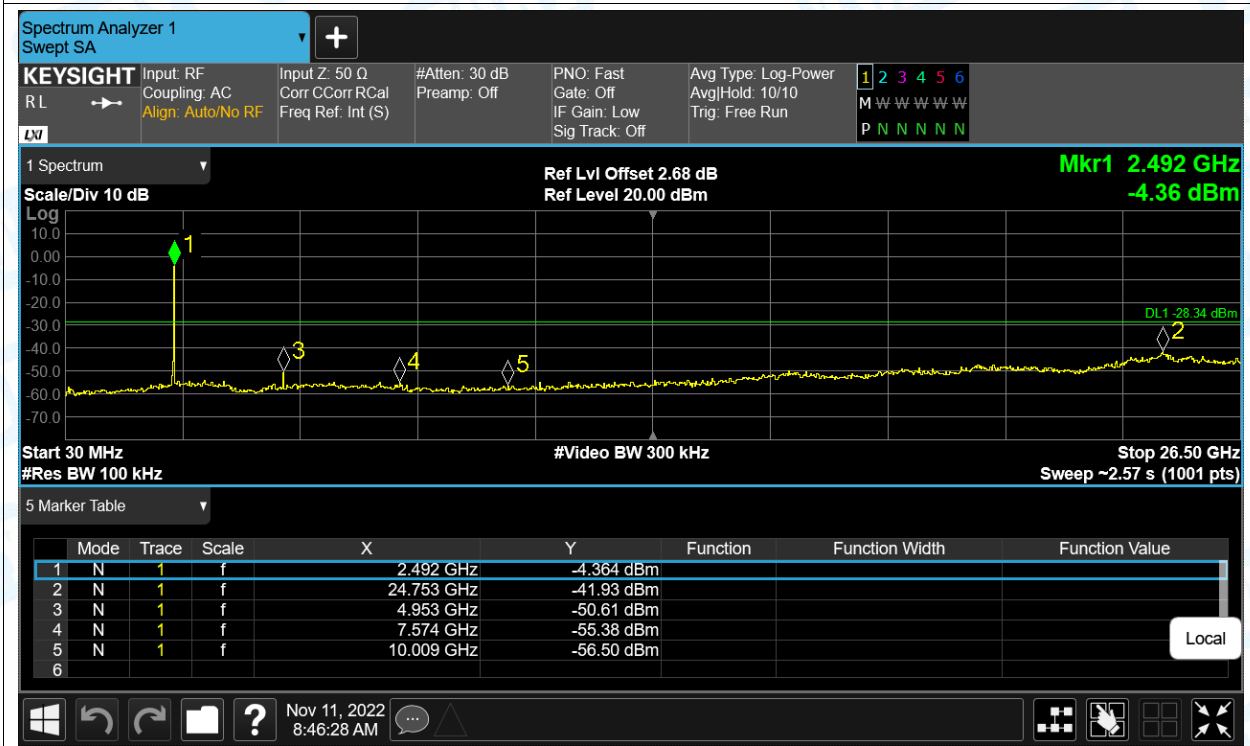 Spectrum Analyzer 1
Swept SA
KEYSIGHT
R L
LXI
Input: RF
Coupling: AC
Align: Auto/No RF
Input Z: 50 Ω
Corr CCorr RCal
Freq Ref: Int (S)
#Atten: 30 dB
Preamp: Off
PNO: Fast
Gate: Off
IF Gain: Low
Sig Track: Off
Avg Type: Log-Power
Avg|Hold: 10/10
Trig: Free Run
1 2 3 4 5 6
M W W W W W
P N N N N N
1 Spectrum
Scale/Div 10 dB
Ref Lvl Offset 2.68 dB
Ref Level 20.00 dBm
Mkr1 2.492 GHz
-4.36 dBm
Log
10.0
0.00
-10.0
-20.0
-30.0
-40.0
-50.0
-60.0
-70.0
1
DL1 -28.34 dBm
2
3
4
5
Start 30 MHz
#Video BW 300 kHz
Stop 26.50 GHz
#Res BW 100 kHz
Sweep ~2.57 s (1001 pts)
5 Marker Table
Mode Trace Scale X Y Function Function Width Function Value
1 N 1 f 2.492 GHz -4.364 dBm
2 N 1 f 24.753 GHz -41.93 dBm
3 N 1 f 4.953 GHz -50.61 dBm
4 N 1 f 7.574 GHz -55.38 dBm
5 N 1 f 10.009 GHz -56.50 dBm
6
Local
?
Nov 11, 2022
8:46:28 AM